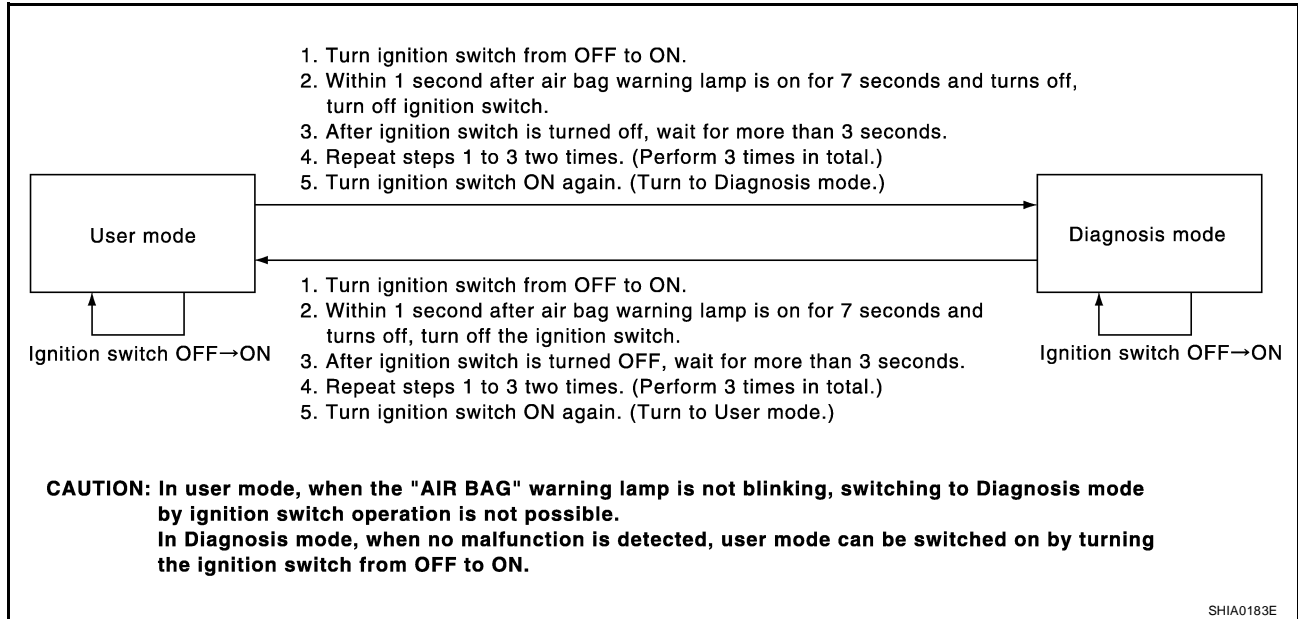 1. Turn ignition switch from OFF to ON.
2. Within 1 second after air bag warning lamp is on for 7 seconds and turns off,
turn off ignition switch.
3. After ignition switch is turned off, wait for more than 3 seconds.
4. Repeat steps 1 to 3 two times. (Perform 3 times in total.)
5. Turn ignition switch ON again. (Turn to Diagnosis mode.)
User mode
Diagnosis mode
1. Turn ignition switch from OFF to ON.
2. Within 1 second after air bag warning lamp is on for 7 seconds and
turns off, turn off the ignition switch.
3. After ignition switch is turned OFF, wait for more than 3 seconds.
4. Repeat steps 1 to 3 two times. (Perform 3 times in total.)
5. Turn ignition switch ON again. (Turn to User mode.)
Ignition switch OFF→ON
Ignition switch OFF→ON
CAUTION: In user mode, when the "AIR BAG" warning lamp is not blinking, switching to Diagnosis mode
by ignition switch operation is not possible.
In Diagnosis mode, when no malfunction is detected, user mode can be switched on by turning
the ignition switch from OFF to ON.
SHIA0183E